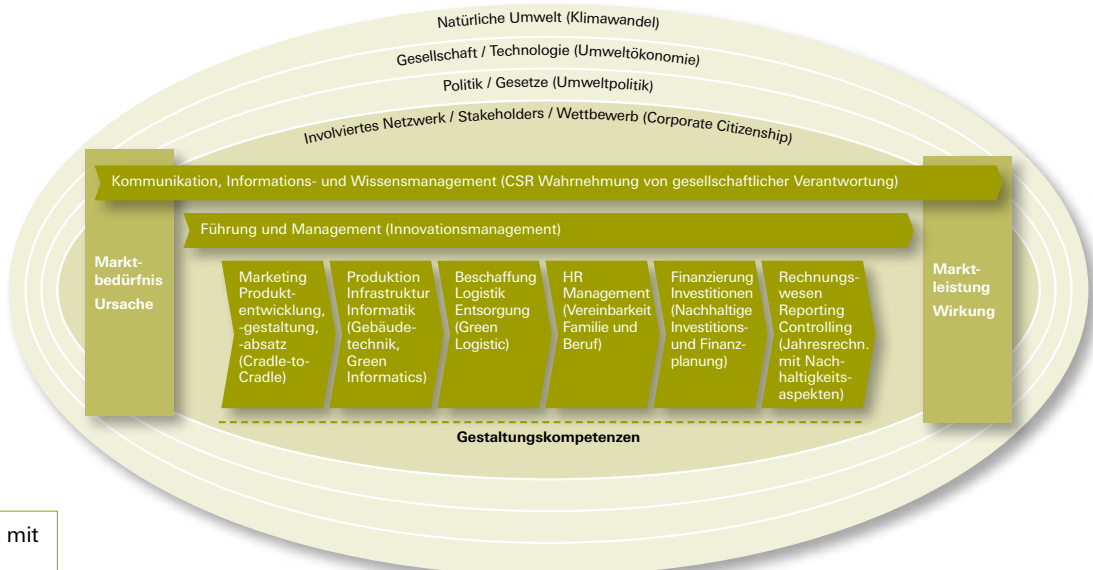 Natürliche Umwelt (Klimawandel)
Gesellschaft / Technologie (Umweltökonomie)
Politik / Gesetze (Umweltpolitik)
Involviertes Netzwerk / Stakeholders / Wettbewerb (Corporate Citizenship)
Kommunikation, Informations- und Wissensmanagement (CSR Wahrnehmung von gesellschaftlicher Verantwortung)
Führung und Management (Innovationsmanagement)
Markt-
bedürfnis
Ursache
Marketing
Produkt-
entwicklung,
-gestaltung,
-absatz
(Cradle-to-
Cradle)
Produktion
Infrastruktur
Informatik
(Gebäude-
technik,
Green
Informatics)
Beschaffung
Logistik
Entsorgung
(Green
Logistic)
HR
Management
(Vereinbarkeit
Familie und
Beruf)
Finanzierung
Investitionen
(Nachhaltige
Investitions-
und Finanz-
planung)
Rechnungs-
wesen
Reporting
Controlling
(Jahresrechn.
mit Nach-
haltigkeits-
aspekten)
Markt-
leistung
Wirkung
Gestaltungskompetenzen
mit